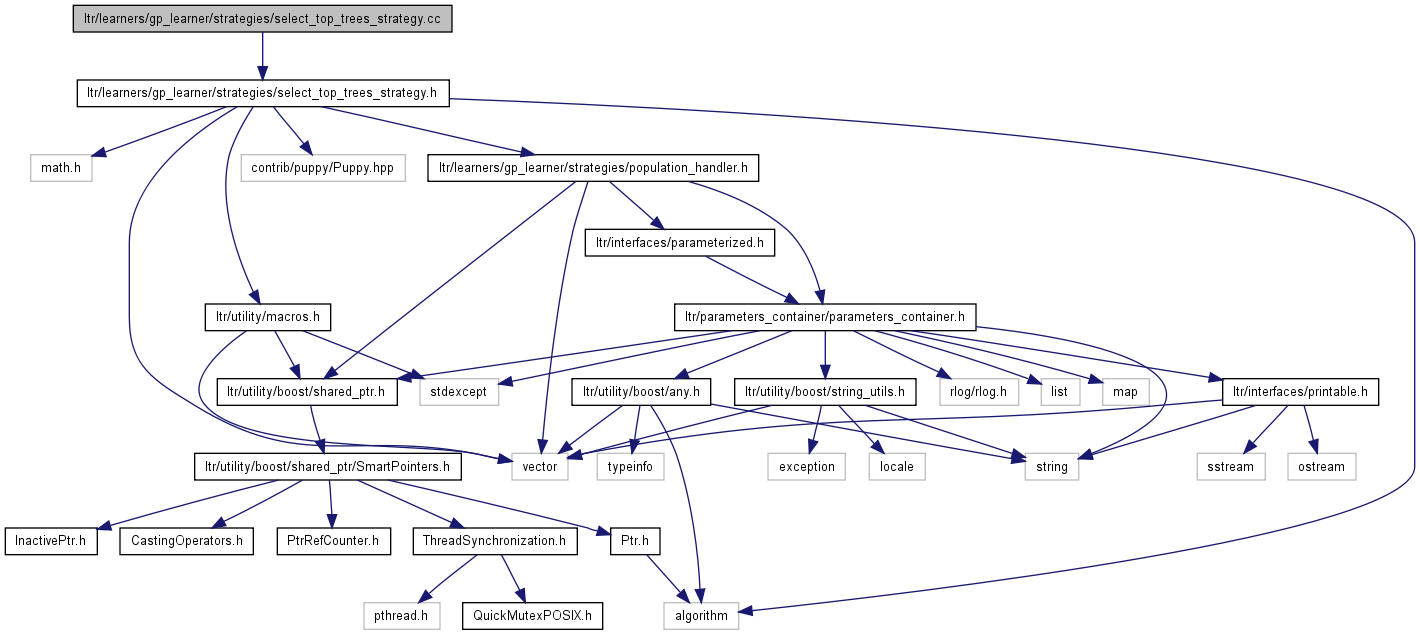 ltr/learners/gp_learner/strategies/select_top_trees_strategy.cc
ltr/learners/gp_learner/strategies/select_top_trees_strategy.h
math.h
contrib/puppy/Puppy.hpp
ltr/learners/gp_learner/strategies/population_handler.h
ltr/interfaces/parameterized.h
ltr/utility/macros.h
ltr/parameters_container/parameters_container.h
ltr/utility/boost/shared_ptr.h
stdexcept
ltr/utility/boost/any.h
ltr/utility/boost/string_utils.h
rlog/rlog.h
list
map
ltr/interfaces/printable.h
ltr/utility/boost/shared_ptr/SmartPointers.h
vector
typeinfo
exception
locale
string
sstream
ostream
InactivePtr.h
CastingOperators.h
PtrRefCounter.h
ThreadSynchronization.h
Ptr.h
pthread.h
QuickMutexPOSIX.h
algorithm